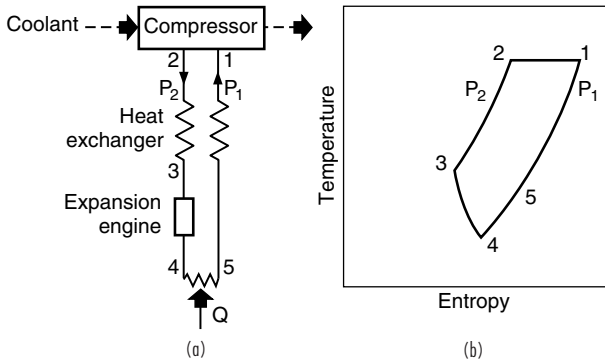 Coolant
Compressor
2
1
P2
P1
Heat
exchanger
3
Expansion
engine
4
5
Q
(a)
Temperature
2
1
P2
P1
3
5
4
Entropy
(b)